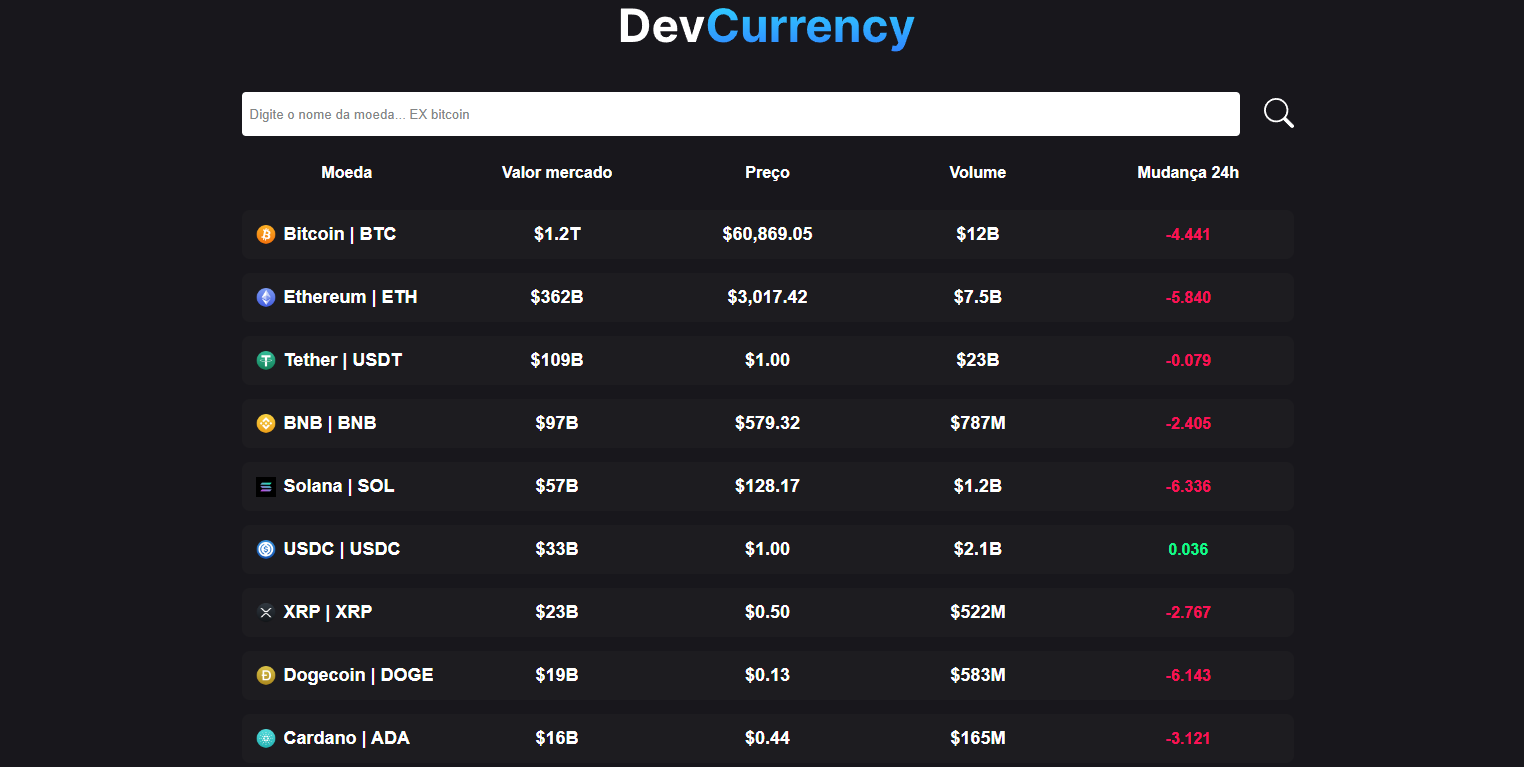 DevCurrency
Digite o nome da moeda... EX bitcoin
Moeda Valor mercado Preço Volume Mudança 24h
Bitcoin | BTC $1.2T $60,869.05 $12B -4.441
Ethereum | ETH $362B $3,017.42 $7.5B -5.840
Tether | USDT $109B $1.00 $23B -0.079
BNB | BNB $97B $579.32 $787M -2.405
Solana | SOL $57B $128.17 $1.2B -6.336
USDC | USDC $33B $1.00 $2.1B 0.036
XRP | XRP $23B $0.50 $522M -2.767
Dogecoin | DOGE $19B $0.13 $583M -6.143
Cardano | ADA $16B $0.44 $165M -3.121